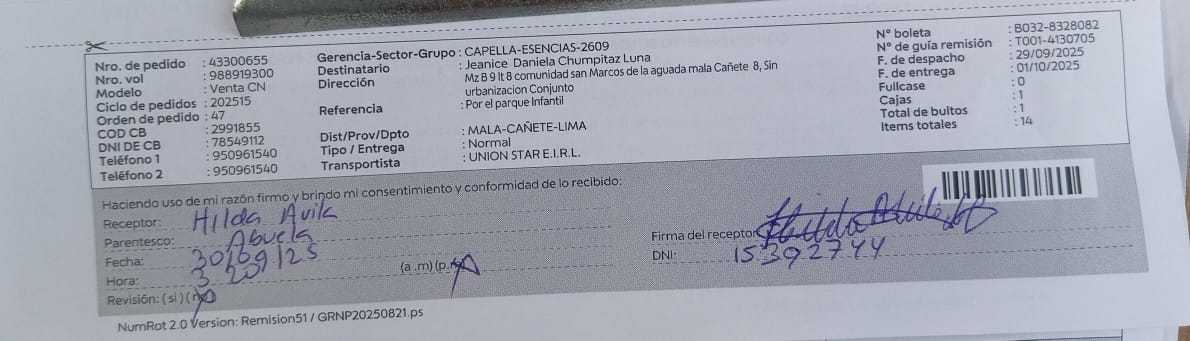 Nro. de pedido : 43300655
Nro. vol : 988919300
Modelo : Venta CN
Ciclo de pedidos : 202515
Orden de pedido : 47
COD CB : 2991855
DNI DE CB : 78549112
Teléfono 1 : 950961540
Teléfono 2 : 950961540
Gerencia-Sector-Grupo : CAPELLA-ESENCIAS-2609
Destinatario : Jeanice Daniela Chumpitaz Luna
Dirección : Mz B 9 lt 8 comunidad san Marcos de la aguada mala Cañete 8, Sin
urbanizacion Conjunto
Referencia : Por el parque Infantil
Dist/Prov/Dpto : MALA-CAÑETE-LIMA
Tipo / Entrega : Normal
Transportista : UNION STAR E.I.R.L.
N° boleta : B032-8328082
N° de guía remisión : T001-4130705
F. de despacho : 29/09/2025
F. de entrega : 01/10/2025
Fullcase : 0
Cajas : 1
Total de bultos : 1
Items totales : 14
Haciendo uso de mi razón firmo y brindo mi consentimiento y conformidad de lo recibido:
Receptor: Hilda Avila
Parentesco: Abuela
Fecha: 30/09/25
Hora: 3 20 (a.m) (p.m)
Revisión: ( si ) (no)
Firma del receptor
DNI: 15392744
NumRot 2.0 Version: Remision51 / GRNP20250821.ps